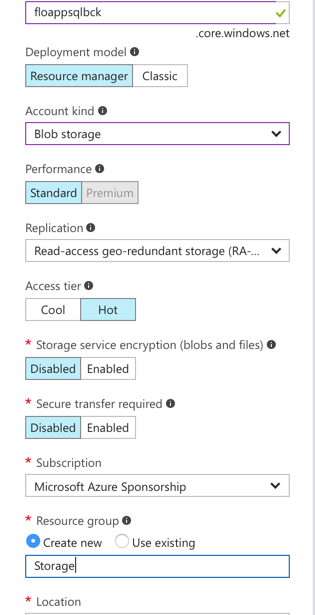 floappsqlbck
.core.windows.net
Deployment model
Resource manager Classic
Account kind
Blob storage
Performance
Standard Premium
Replication
Read-access geo-redundant storage (RA-...
Access tier
Cool Hot
* Storage service encryption (blobs and files)
Disabled Enabled
* Secure transfer required
Disabled Enabled
* Subscription
Microsoft Azure Sponsorship
* Resource group
Create new Use existing
Storage
* Location